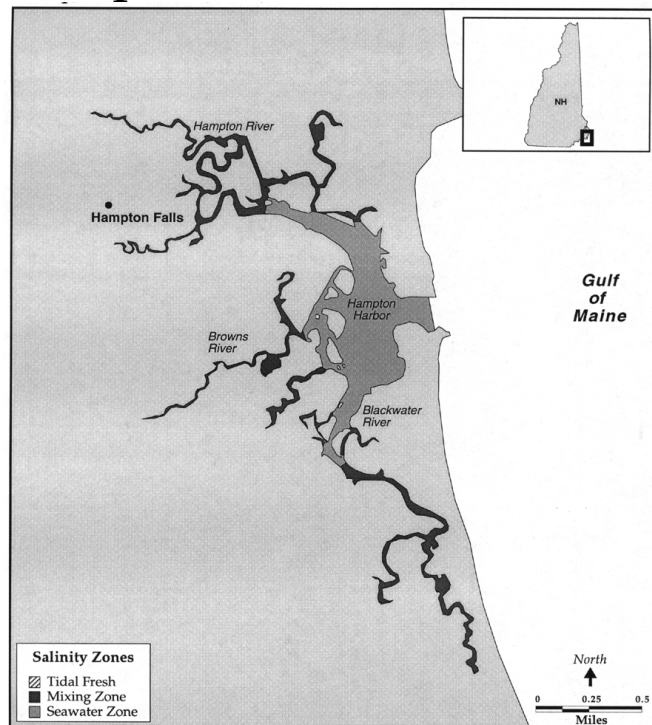 NH
Hampton River
Hampton Falls
Gulf
of
Maine
Hampton
Harbor
Browns
River
Blackwater
River
Salinity Zones
Tidal Fresh
Mixing Zone
Seawater Zone
North
0 0.25 0.5
Miles